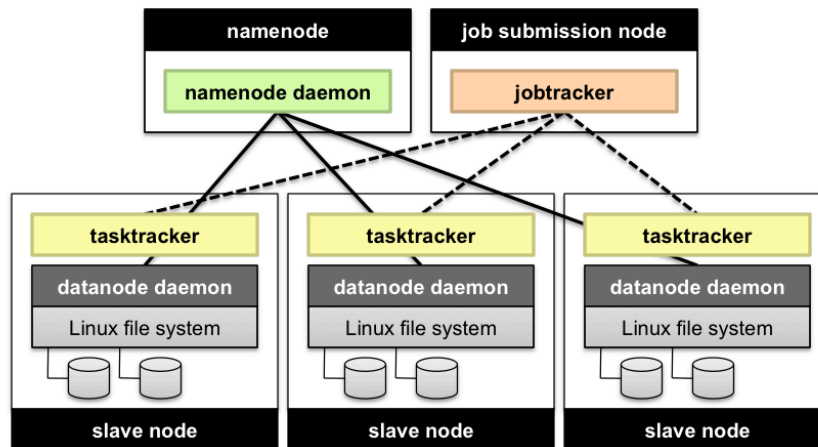 namenode
job submission node
namenode daemon
jobtracker
tasktracker
tasktracker
tasktracker
datanode daemon
datanode daemon
datanode daemon
Linux file system
Linux file system
Linux file system
slave node
slave node
slave node